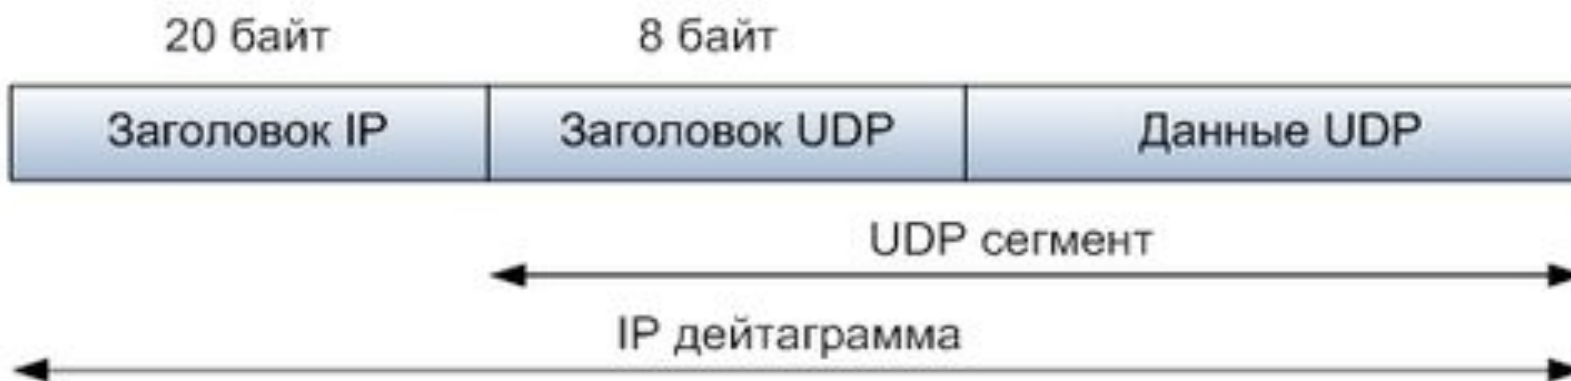 20 байт 8 байт
Заголовок IP Заголовок UDP Данные UDP
UDP сегмент
IP дейтаграмма